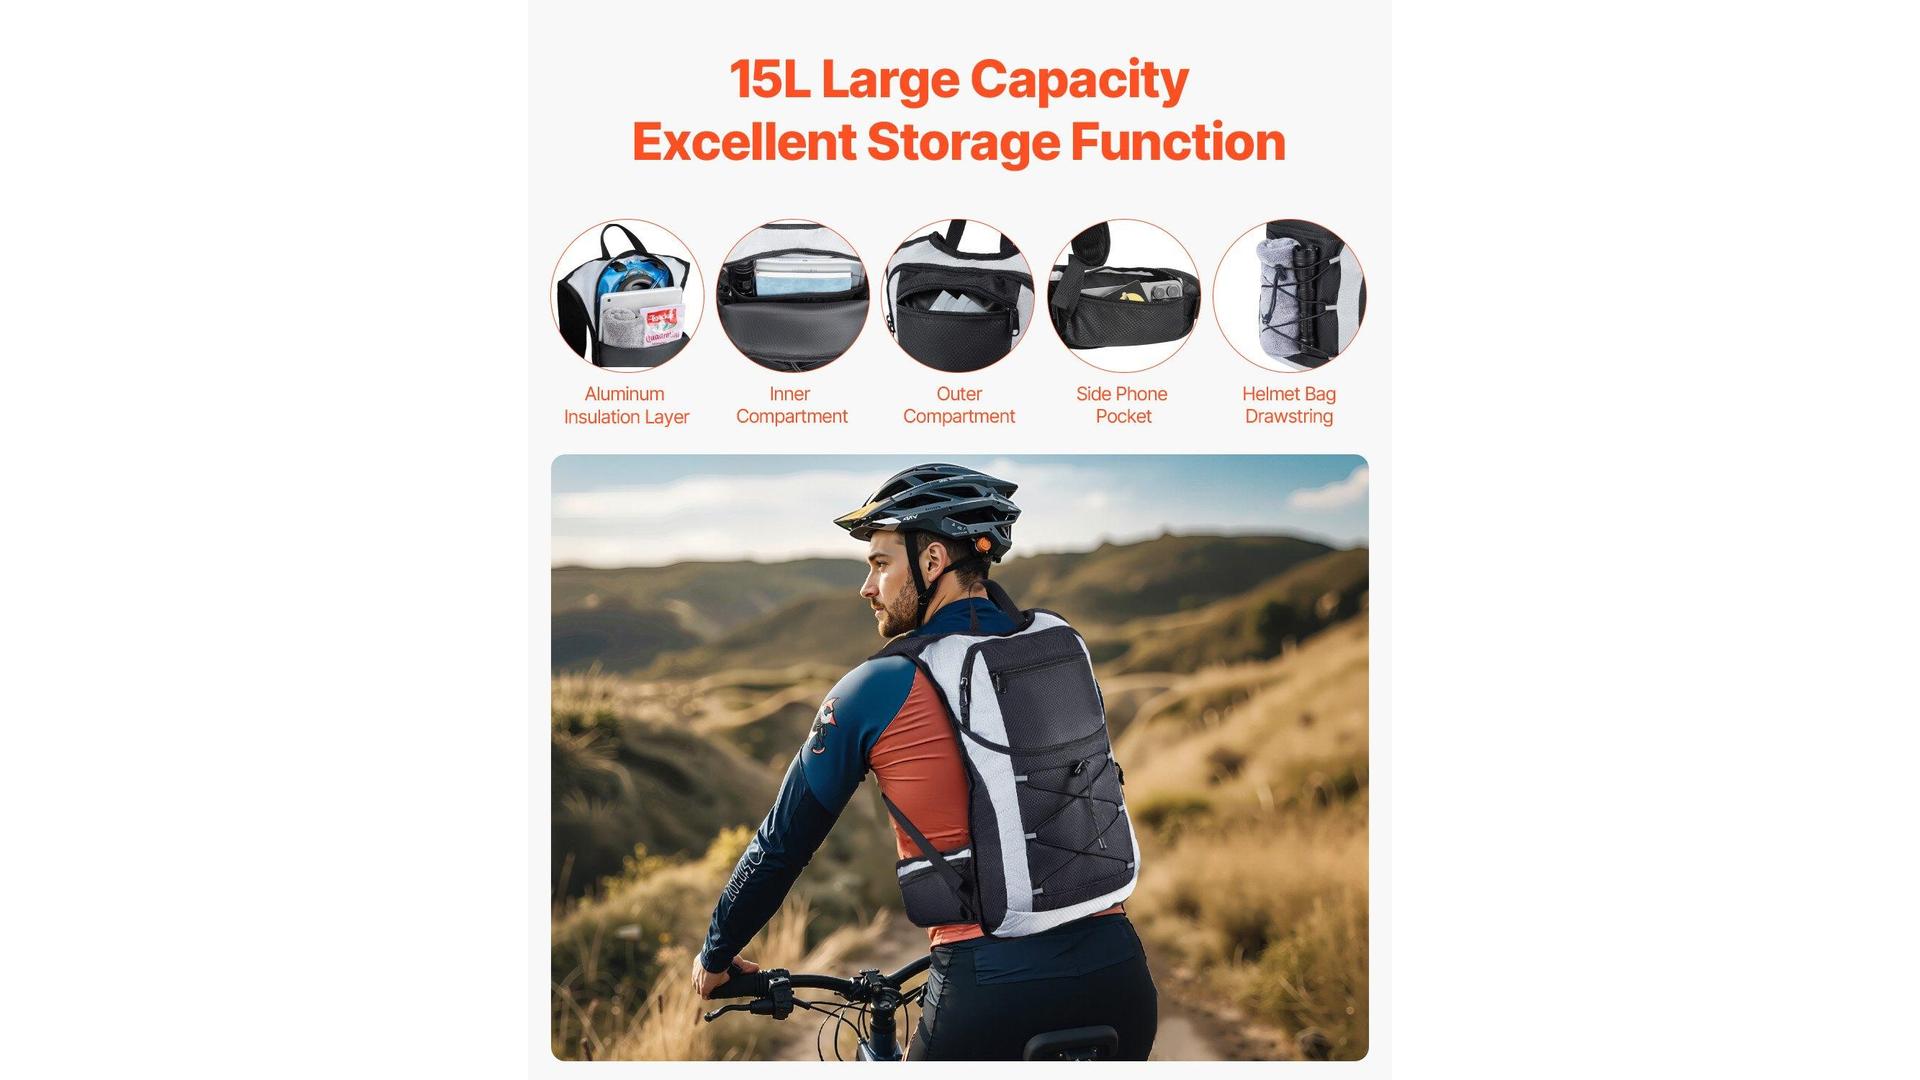 15L Large Capacity
Excellent Storage Function
Aluminum
Insulation Layer
Inner
Compartment
Outer
Compartment
Side Phone
Pocket
Helmet Bag
Drawstring